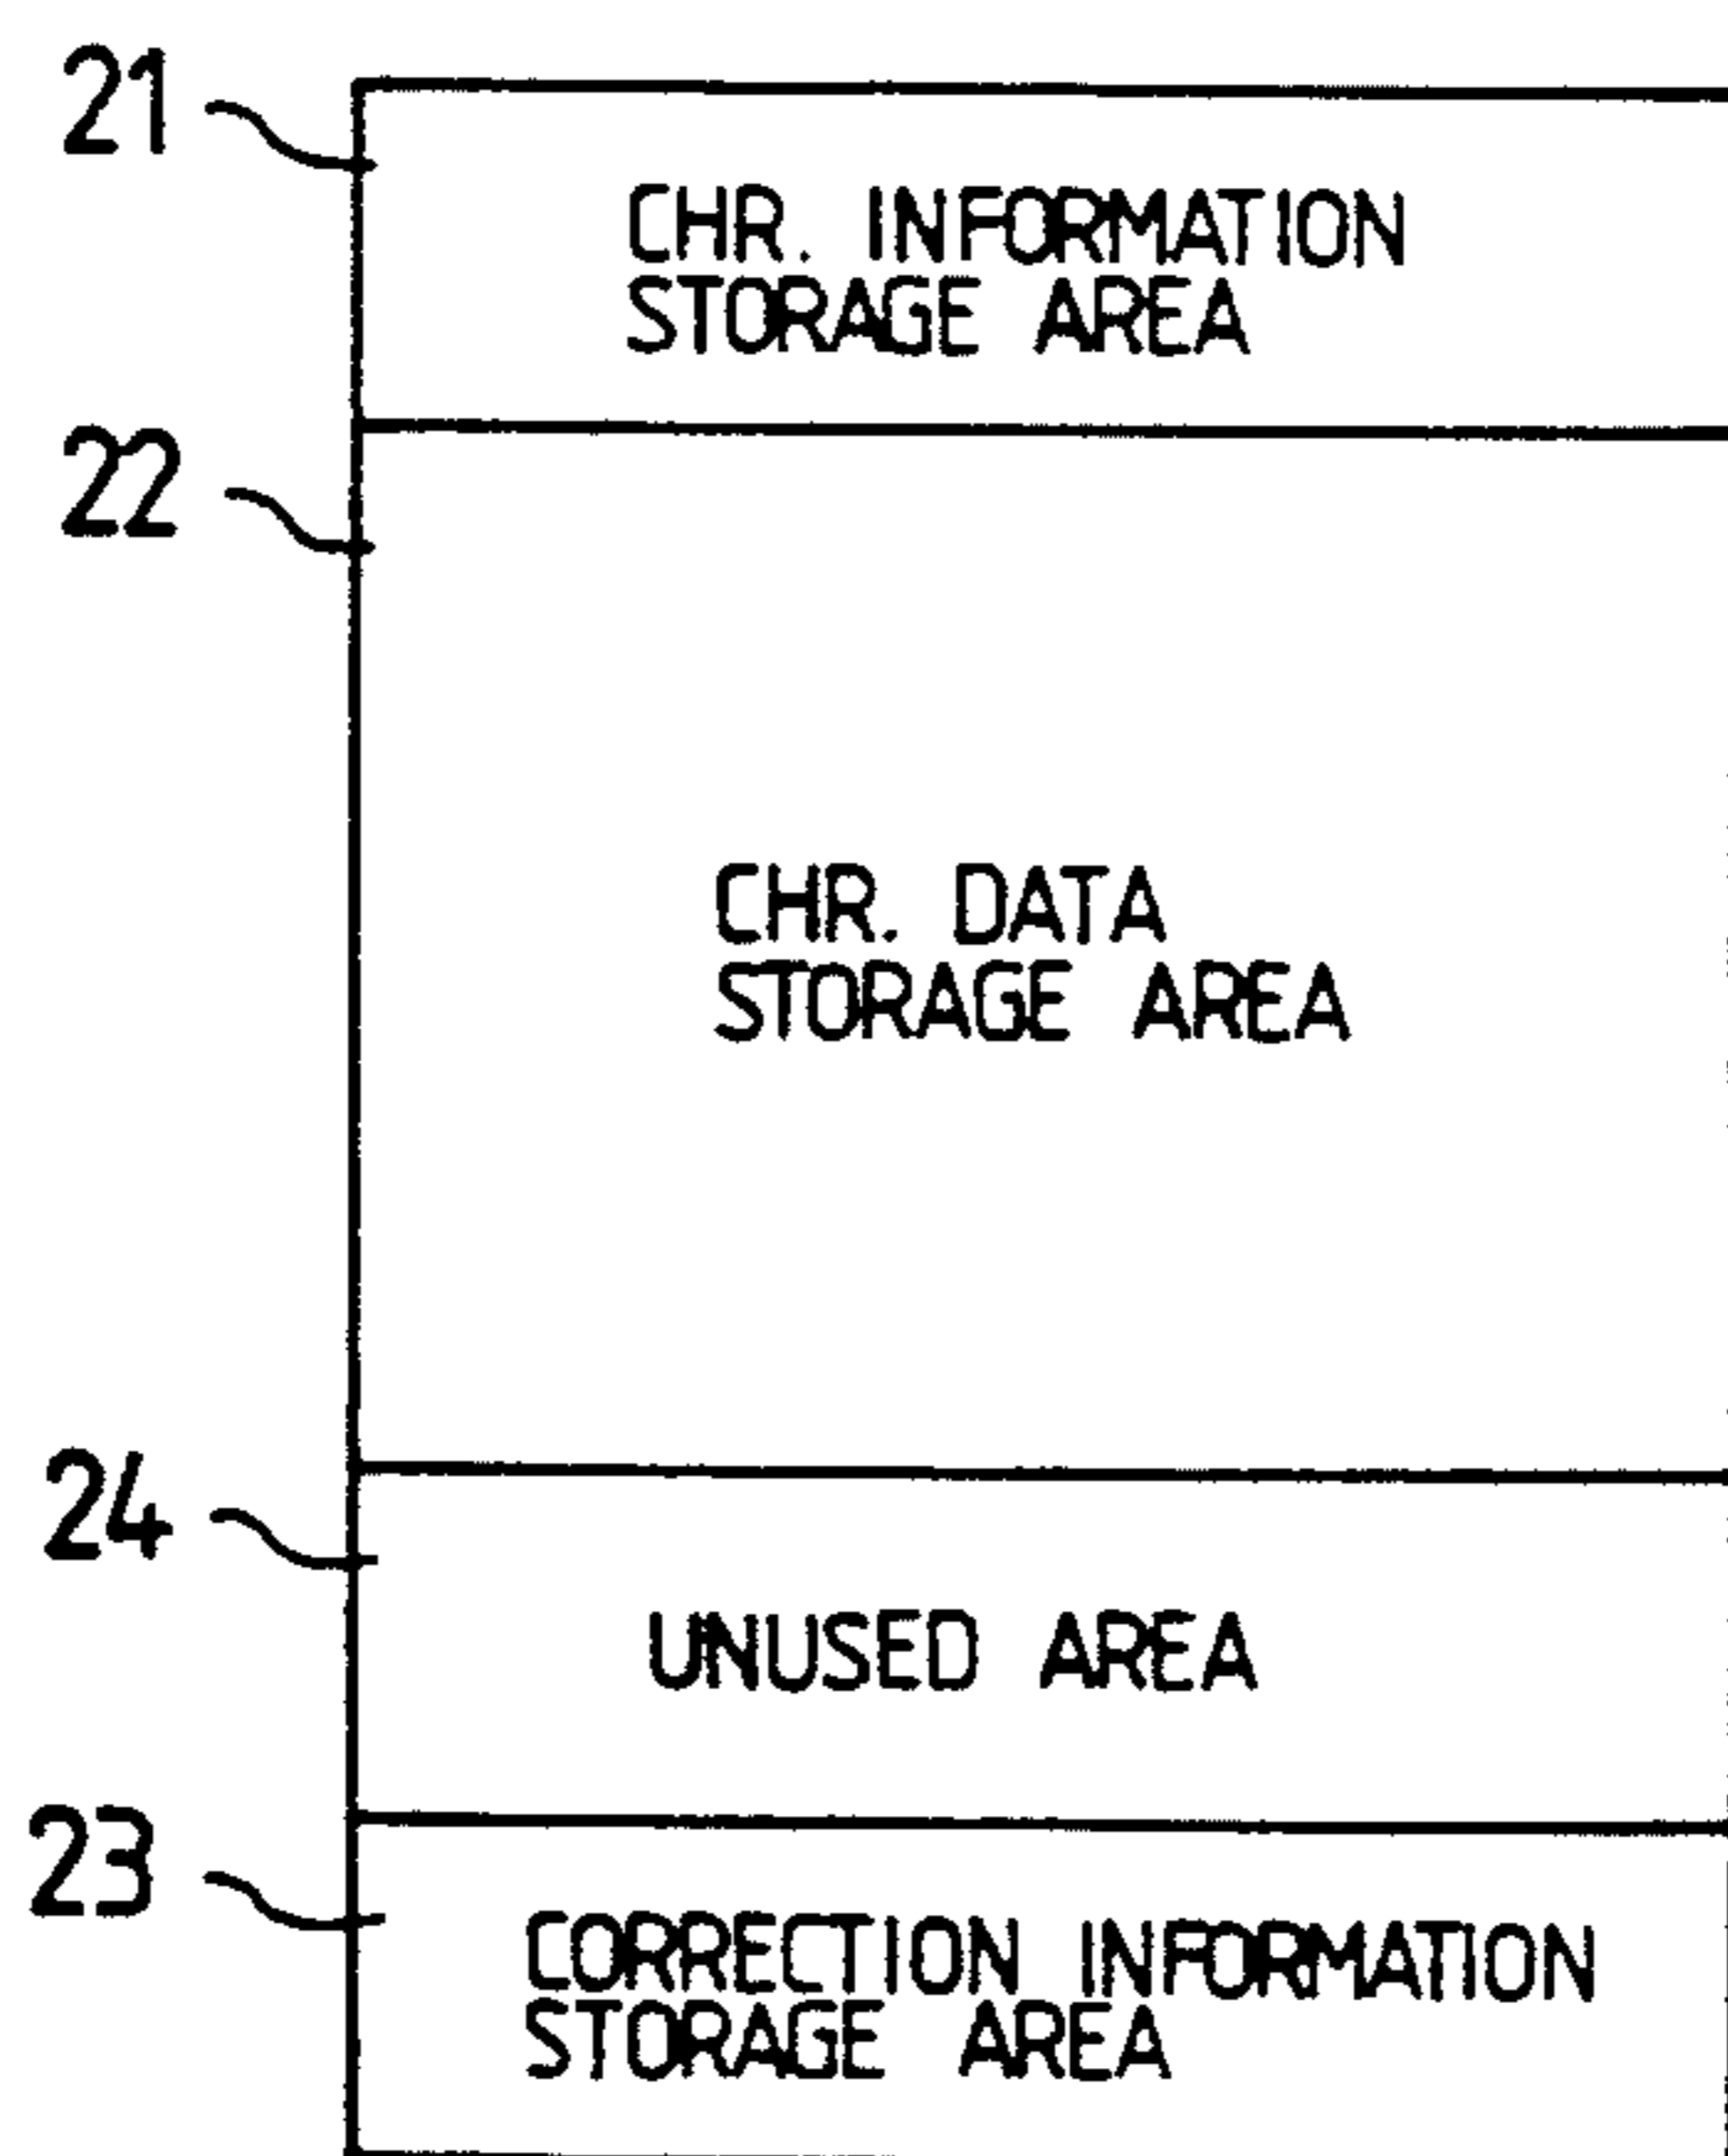 21
CHR. INFORMATION
STORAGE AREA
22
CHR. DATA
STORAGE AREA
24
UNUSED AREA
23
CORRECTION INFORMATION
STORAGE AREA